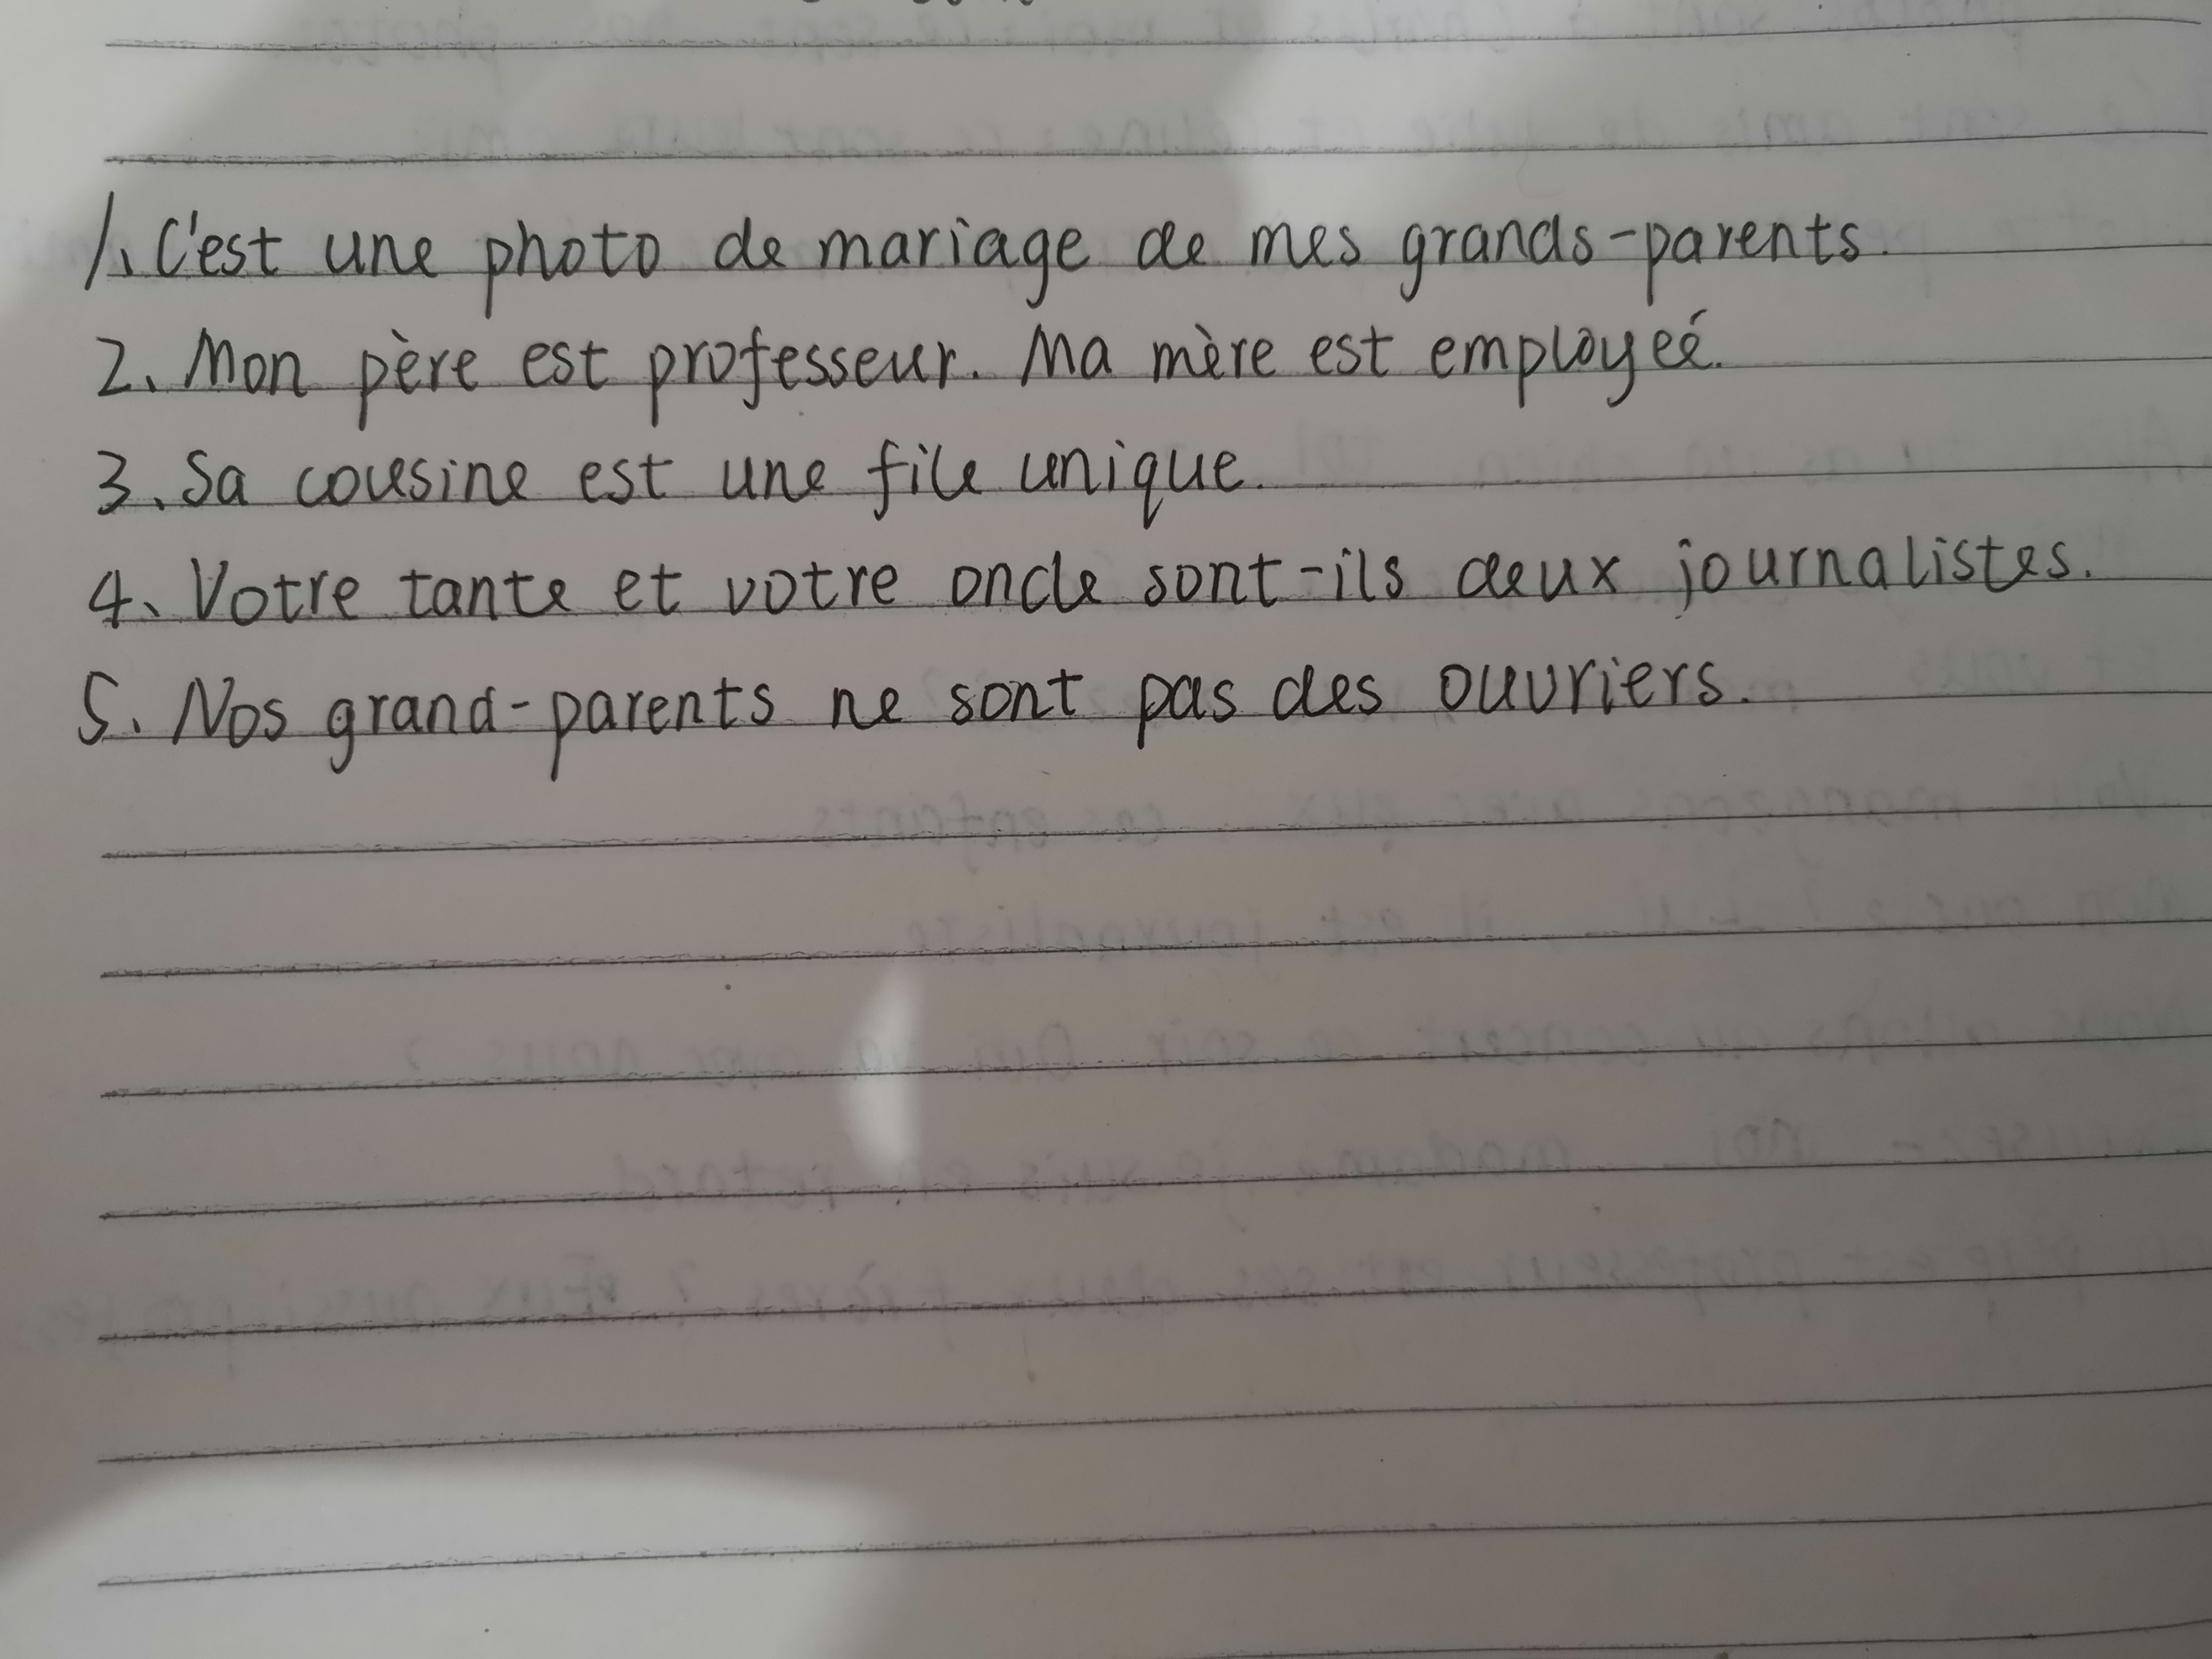 1. C'est une photo de mariage de mes grands-parents.
2. Mon père est professeur. Ma mère est employeé.
3. Sa cousine est une file unique.
4. Votre tante et votre oncle sont-ils deux journalistes.
5. Nos grand-parents ne sont pas des ouvriers.